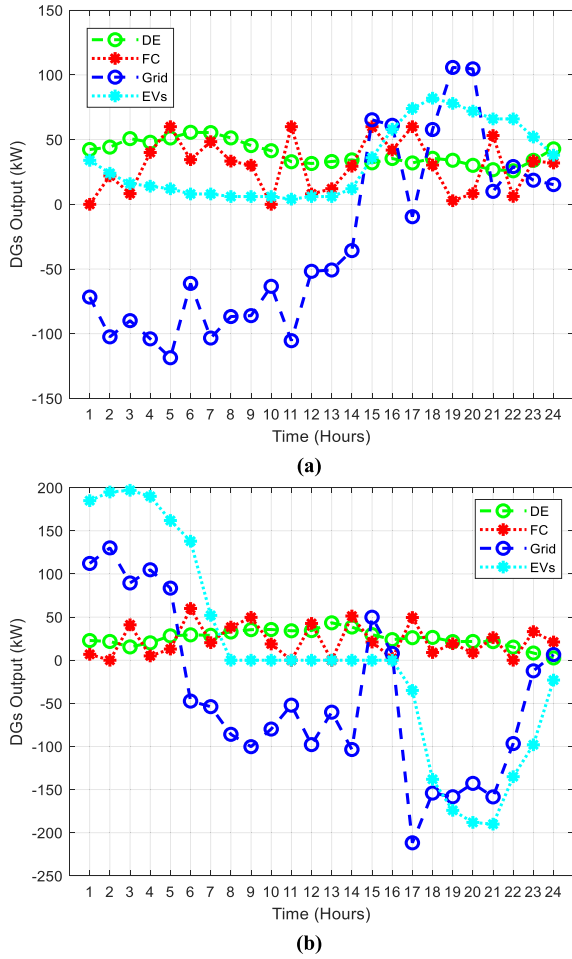 150
100
50
0
-50
-100
-150
DGs Output (kW)
DE
FC
Grid
EVs
1 2 3 4 5 6 7 8 9 10 11 12 13 14 15 16 17 18 19 20 21 22 23 24
Time (Hours)
(a)
200
150
100
50
0
-50
-100
-150
-200
-250
DGs Output (kW)
DE
FC
Grid
EVs
1 2 3 4 5 6 7 8 9 10 11 12 13 14 15 16 17 18 19 20 21 22 23 24
Time (Hours)
(b)